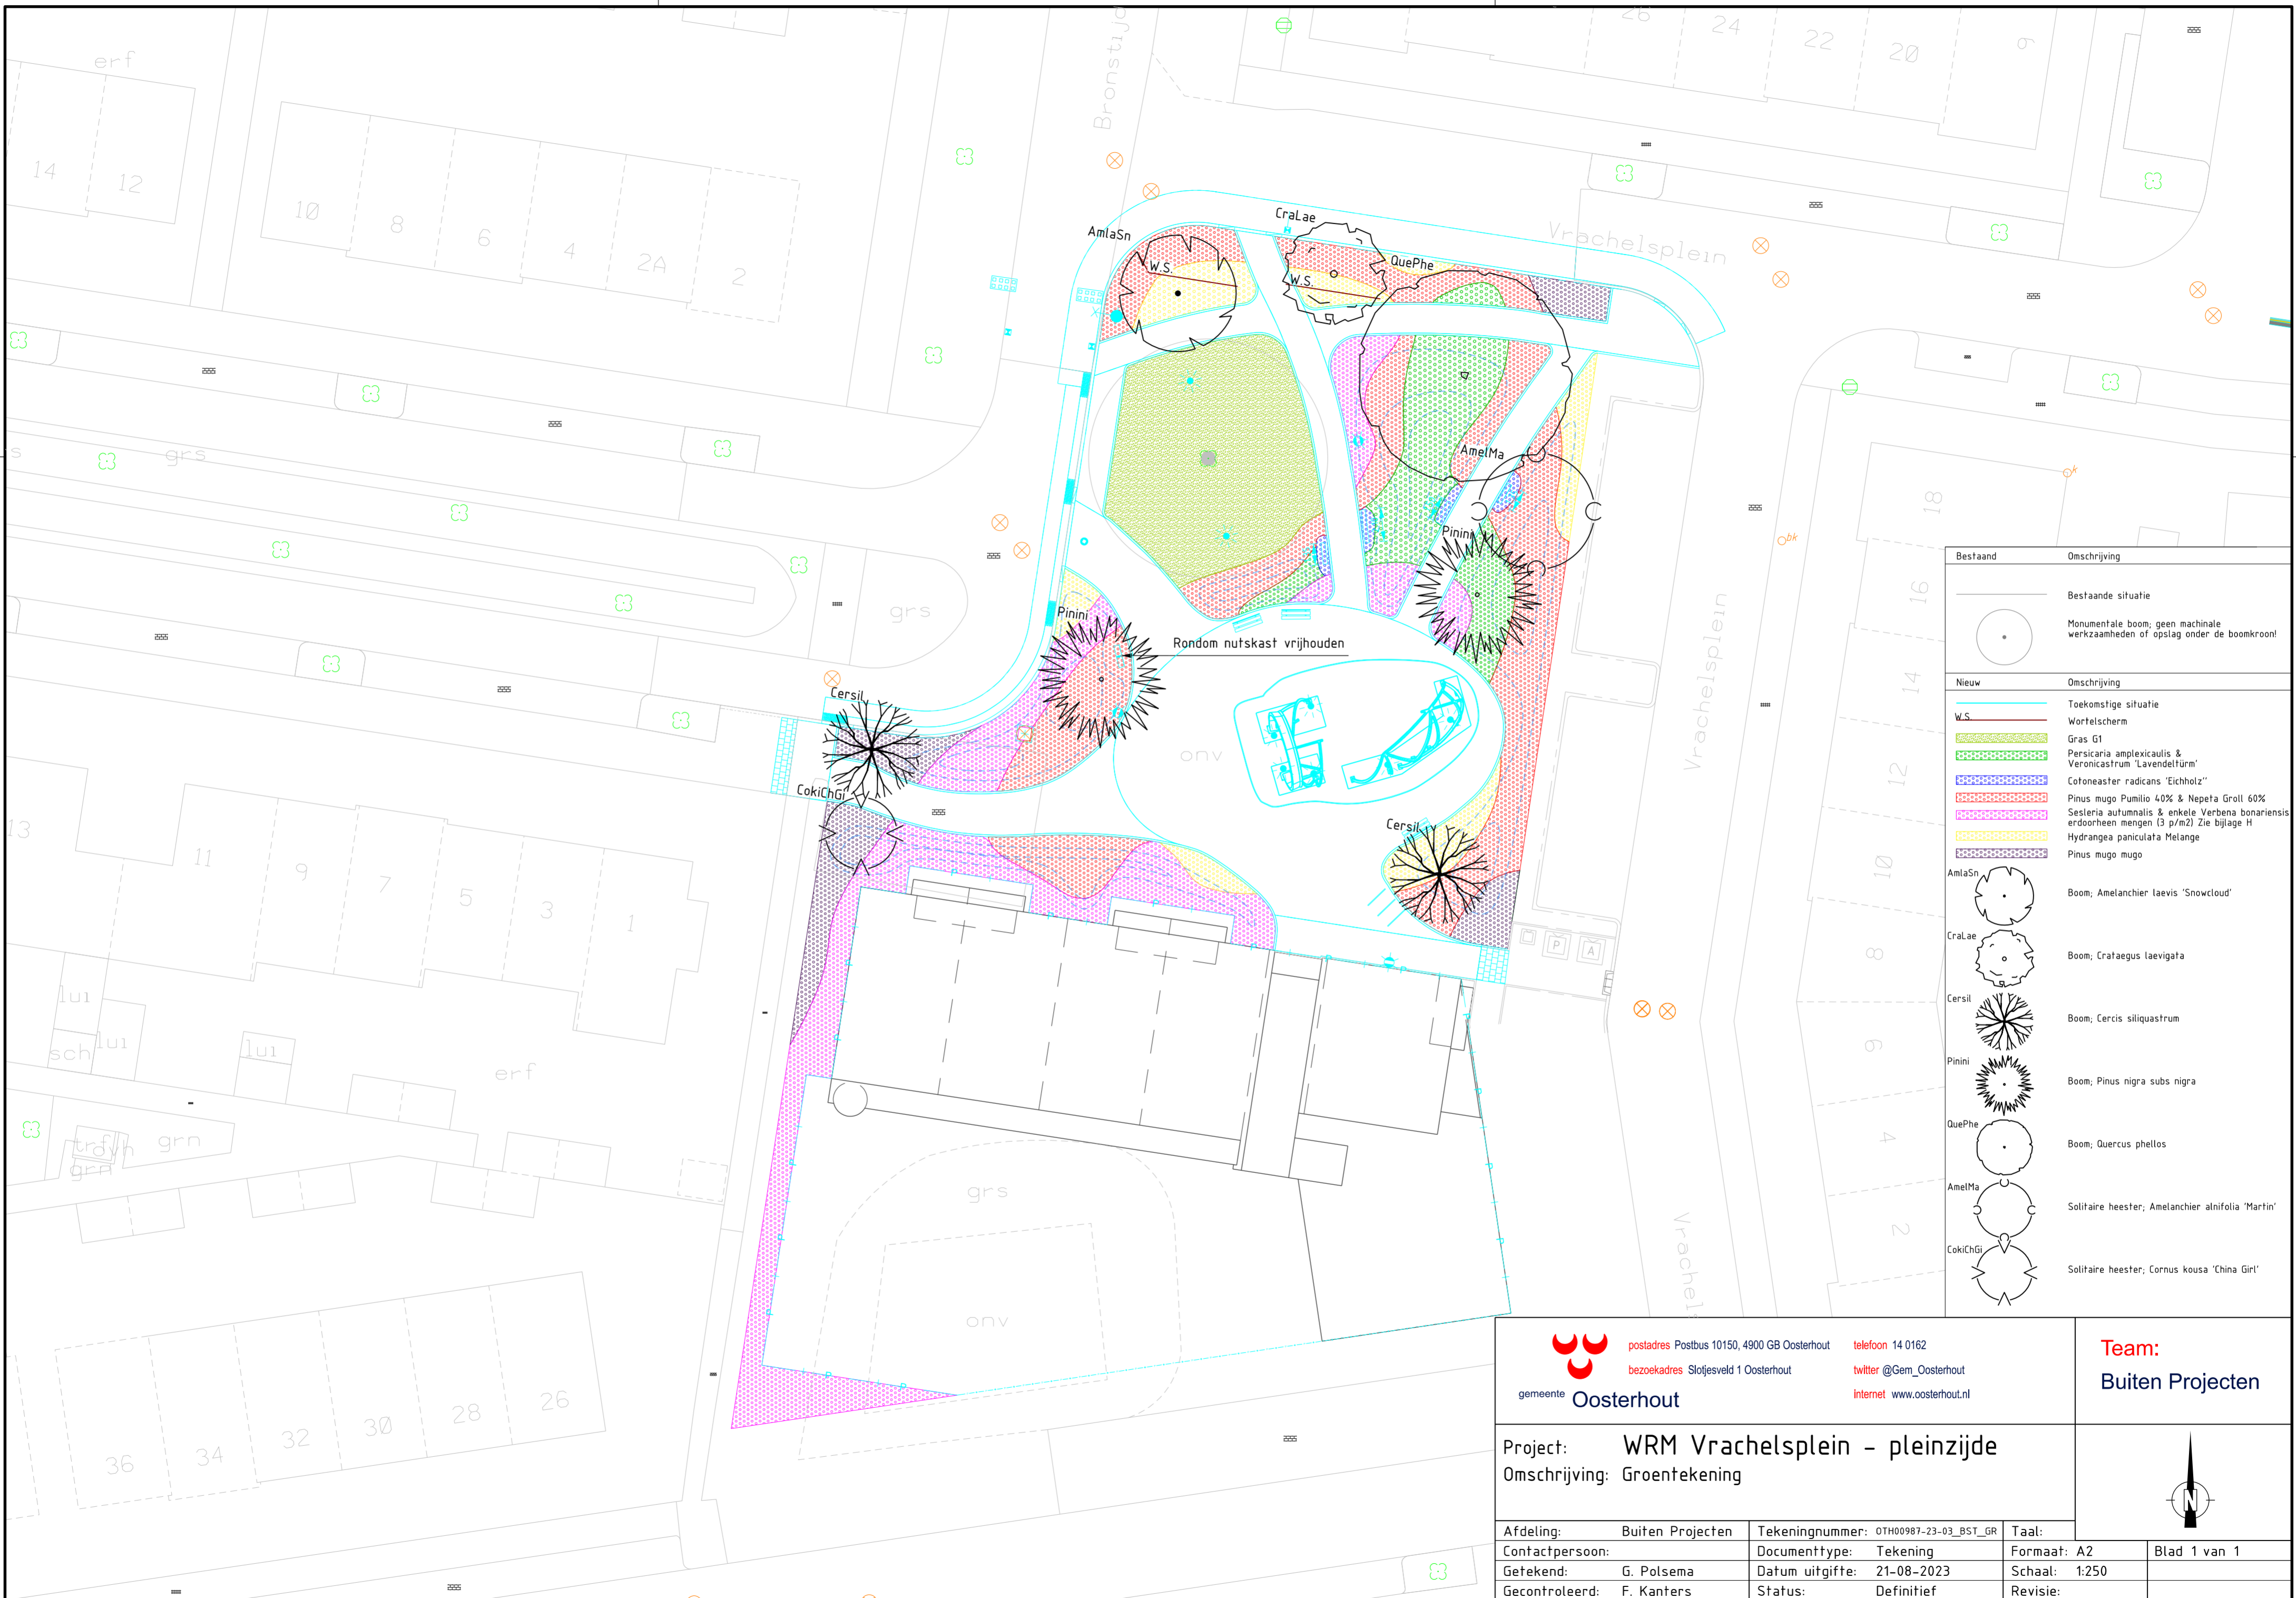 erf
14
12
10
8
6
4
2A
2
26
24
22
20
9
Vrachelsplein
CraLae
AmlaSn
QuePhe
W.S.
W.S.
AmelMa
Pinini
Pinini
Rondom nutskast vrijhouden
Cersil
CokiChGi
Cersil
grs
grs
onv
Vrachelsplein
k
bk
18
16
14
12
10
8
6
4
2
P
A
13
11
9
7
5
3
1
lui
lui
lui
sch
erf
grn
grn
grs
onv
36
34
32
30
28
26
Bestaand Omschrijving
Bestaande situatie
Monumentale boom; geen machinale
werkzaamheden of opslag onder de boomkroon!
Nieuw Omschrijving
Toekomstige situatie
W.S. Wortelscherm
Gras G1
Persicaria amplexicaulis &
Veronicastrum 'Lavendeltürm'
Cotoneaster radicans 'Eichholz''
Pinus mugo Pumilio 40% & Nepeta Groll 60%
Sesleria autumnalis & enkele Verbena bonariensis
erdoorheen mengen (3 p/m2) Zie bijlage H
Hydrangea paniculata Melange
Pinus mugo mugo
AmlaSn
Boom; Amelanchier laevis 'Snowcloud'
CraLae
Boom; Crataegus laevigata
Cersil
Boom; Cercis siliquastrum
Pinini
Boom; Pinus nigra subs nigra
QuePhe
Boom; Quercus phellos
AmelMa
Solitaire heester; Amelanchier alnifolia 'Martin'
CokiChGi
Solitaire heester; Cornus kousa 'China Girl'
postadres Postbus 10150, 4900 GB Oosterhout telefoon 14 0162
bezoekadres Slotjesveld 1 Oosterhout twitter @Gem_Oosterhout
internet www.oosterhout.nl
gemeente Oosterhout
Team:
Buiten Projecten
Project: WRM Vrachelsplein - pleinzijde
Omschrijving: Groentekening
N
Afdeling: Buiten Projecten Tekeningnummer: OTH00987-23-03_BST_GR Taal:
Contactpersoon: Documenttype: Tekening Formaat: A2 Blad 1 van 1
Getekend: G. Polsema Datum uitgifte: 21-08-2023 Schaal: 1:250
Gecontroleerd: F. Kanters Status: Definitief Revisie: